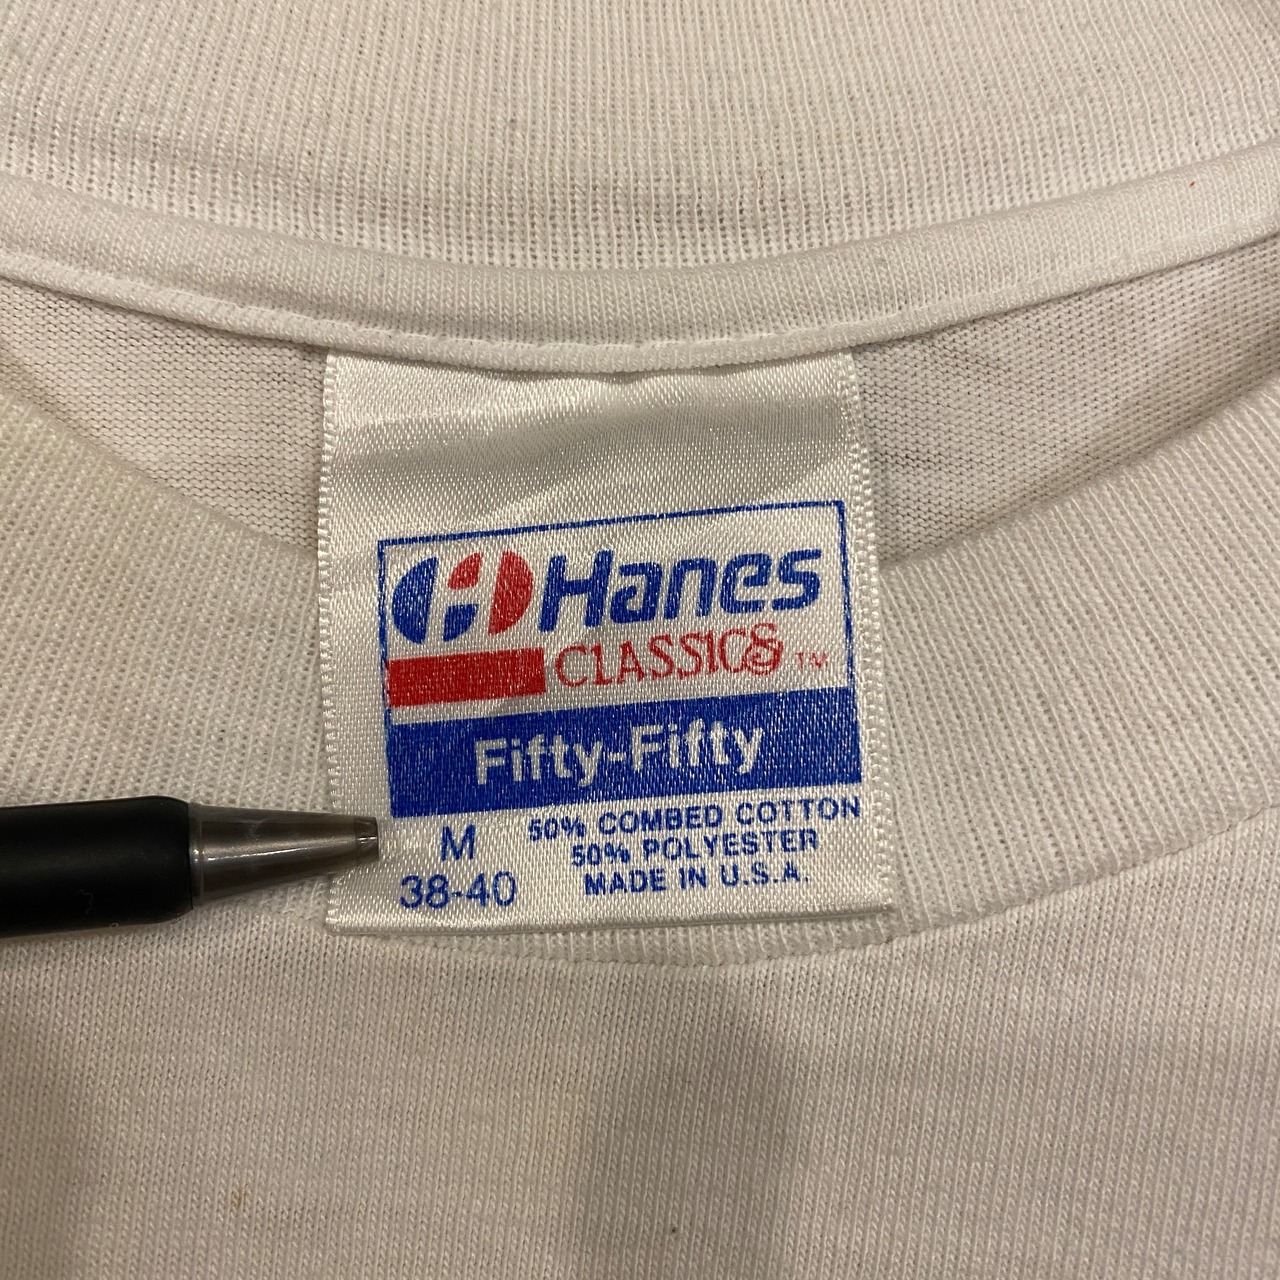 Hanes
CLASSICS TM
Fifty-Fifty
M
38-40
50% COMBED COTTON
50% POLYESTER
MADE IN U.S.A.